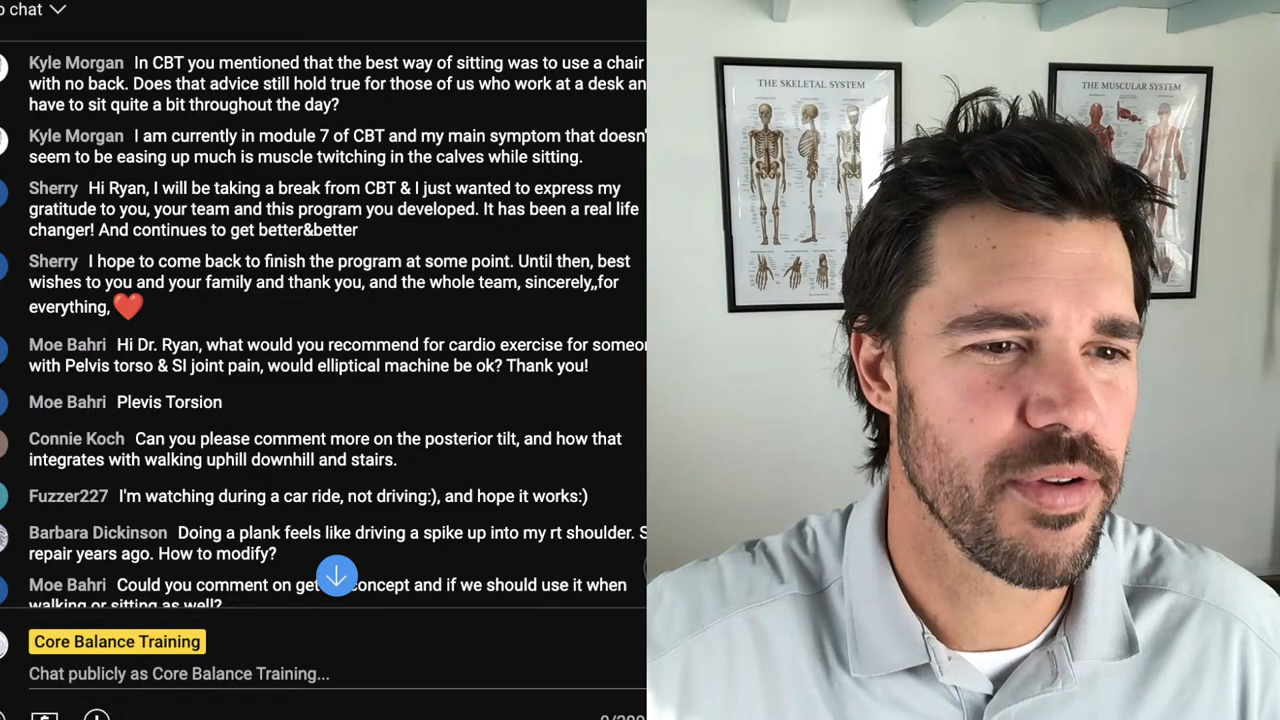 p chat
Kyle Morgan In CBT you mentioned that the best way of sitting was to use a chair
with no back. Does that advice still hold true for those of us who work at a desk an
have to sit quite a bit throughout the day?
Kyle Morgan I am currently in module 7 of CBT and my main symptom that doesn'
seem to be easing up much is muscle twitching in the calves while sitting.
Sherry Hi Ryan, I will be taking a break from CBT & I just wanted to express my
gratitude to you, your team and this program you developed. It has been a real life
changer! And continues to get better&better
Sherry I hope to come back to finish the program at some point. Until then, best
wishes to you and your family and thank you, and the whole team, sincerely,,for
everything,
Moe Bahri Hi Dr. Ryan, what would you recommend for cardio exercise for someo
with Pelvis torso & SI joint pain, would elliptical machine be ok? Thank you!
Moe Bahri Plevis Torsion
Connie Koch Can you please comment more on the posterior tilt, and how that
integrates with walking uphill downhill and stairs.
Fuzzer227 I'm watching during a car ride, not driving:), and hope it works:)
Barbara Dickinson Doing a plank feels like driving a spike up into my rt shoulder. S
repair years ago. How to modify?
Moe Bahri Could you comment on get concept and if we should use it when
walking or sitting as well?
Core Balance Training
Chat publicly as Core Balance Training...
THE SKELETAL SYSTEM
THE MUSCULAR SYSTEM